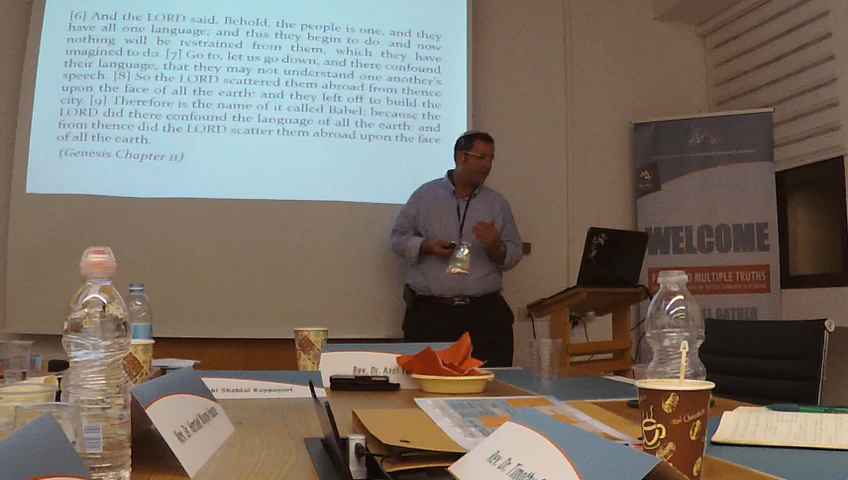 [6] And the LORD said, Behold, the people is one, and they
have all one language; and this they begin to do: and now
nothing will be restrained from them, which they have
imagined to do. [7] Go to, let us go down, and there confound
their language, that they may not understand one another's
speech. [8] So the LORD scattered them abroad from thence
upon the face of all the earth: and they left off to build the
city. [9] Therefore is the name of it called Babel; because the
LORD did there confound the language of all the earth: and
from thence did the LORD scatter them abroad upon the face
of all the earth.
(Genesis Chapter 11)
WELCOME
MULTIPLE TRUTHS
Rev. Dr. Axel
Rev. Dr.
Rev. Dr. Timothy